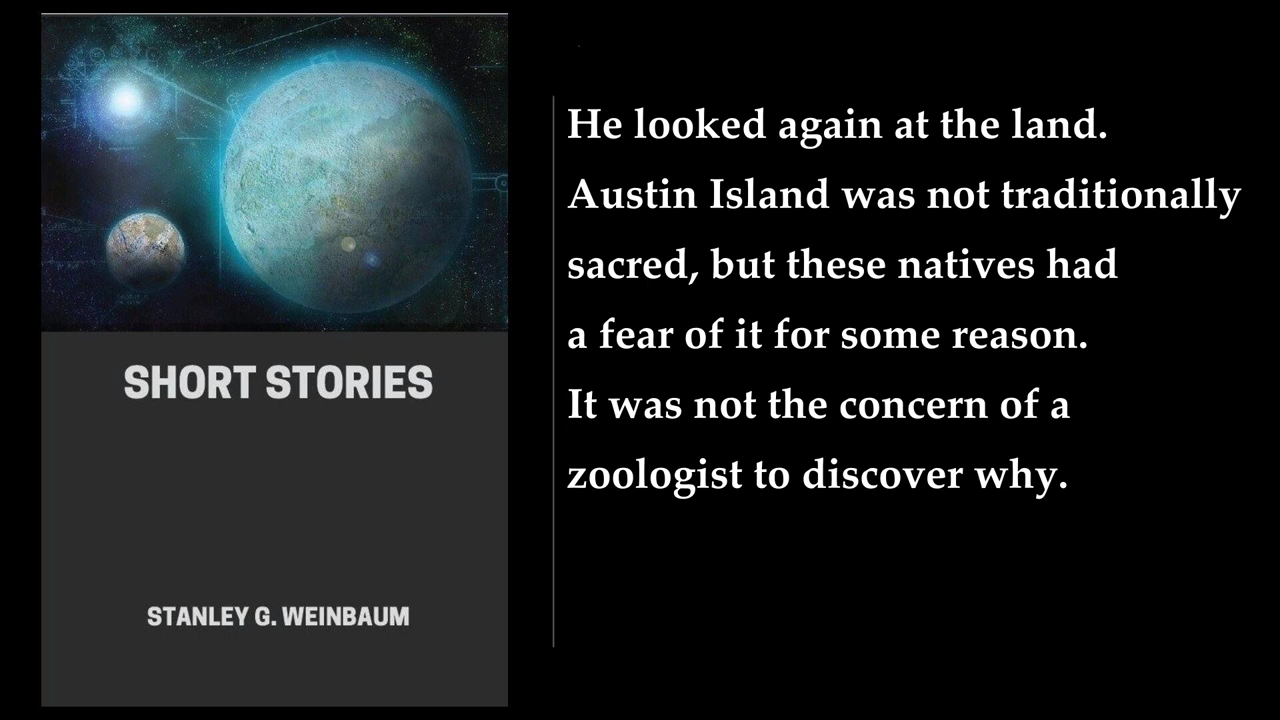 SHORT STORIES
STANLEY G. WEINBAUM
He looked again at the land.
Austin Island was not traditionally
sacred, but these natives had
a fear of it for some reason.
It was not the concern of a
zoologist to discover why.